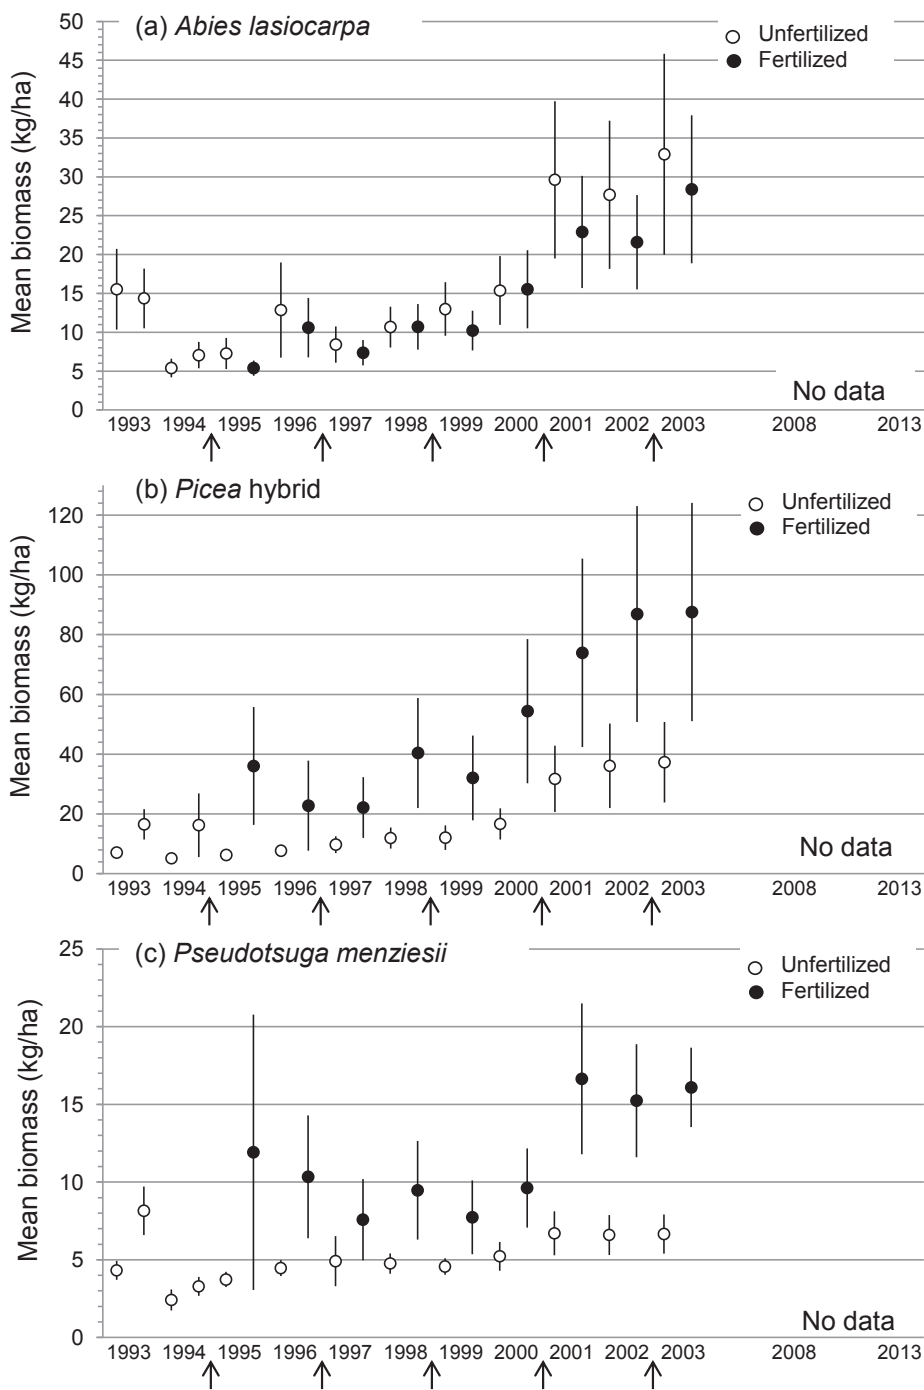 (a) Abies lasiocarpa
Unfertilized
Fertilized
Mean biomass (kg/ha)
50
45
40
35
30
25
20
15
10
5
0
No data
1993 1994 1995 1996 1997 1998 1999 2000 2001 2002 2003 2008 2013
(b) Picea hybrid
Unfertilized
Fertilized
Mean biomass (kg/ha)
120
100
80
60
40
20
0
No data
1993 1994 1995 1996 1997 1998 1999 2000 2001 2002 2003 2008 2013
(c) Pseudotsuga menziesii
Unfertilized
Fertilized
Mean biomass (kg/ha)
25
20
15
10
5
0
No data
1993 1994 1995 1996 1997 1998 1999 2000 2001 2002 2003 2008 2013